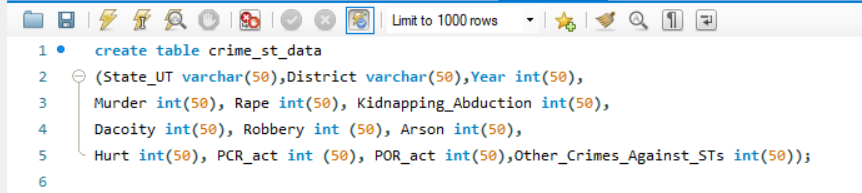 Limit to 1000 rows
1 create table crime_st_data
2 (State_UT varchar(50),District varchar(50),Year int(50),
3 Murder int(50), Rape int(50), Kidnapping_Abduction int(50),
4 Dacoity int(50), Robbery int (50), Arson int(50),
5 Hurt int(50), PCR_act int (50), POR_act int(50),Other_Crimes_Against_STs int(50));
6